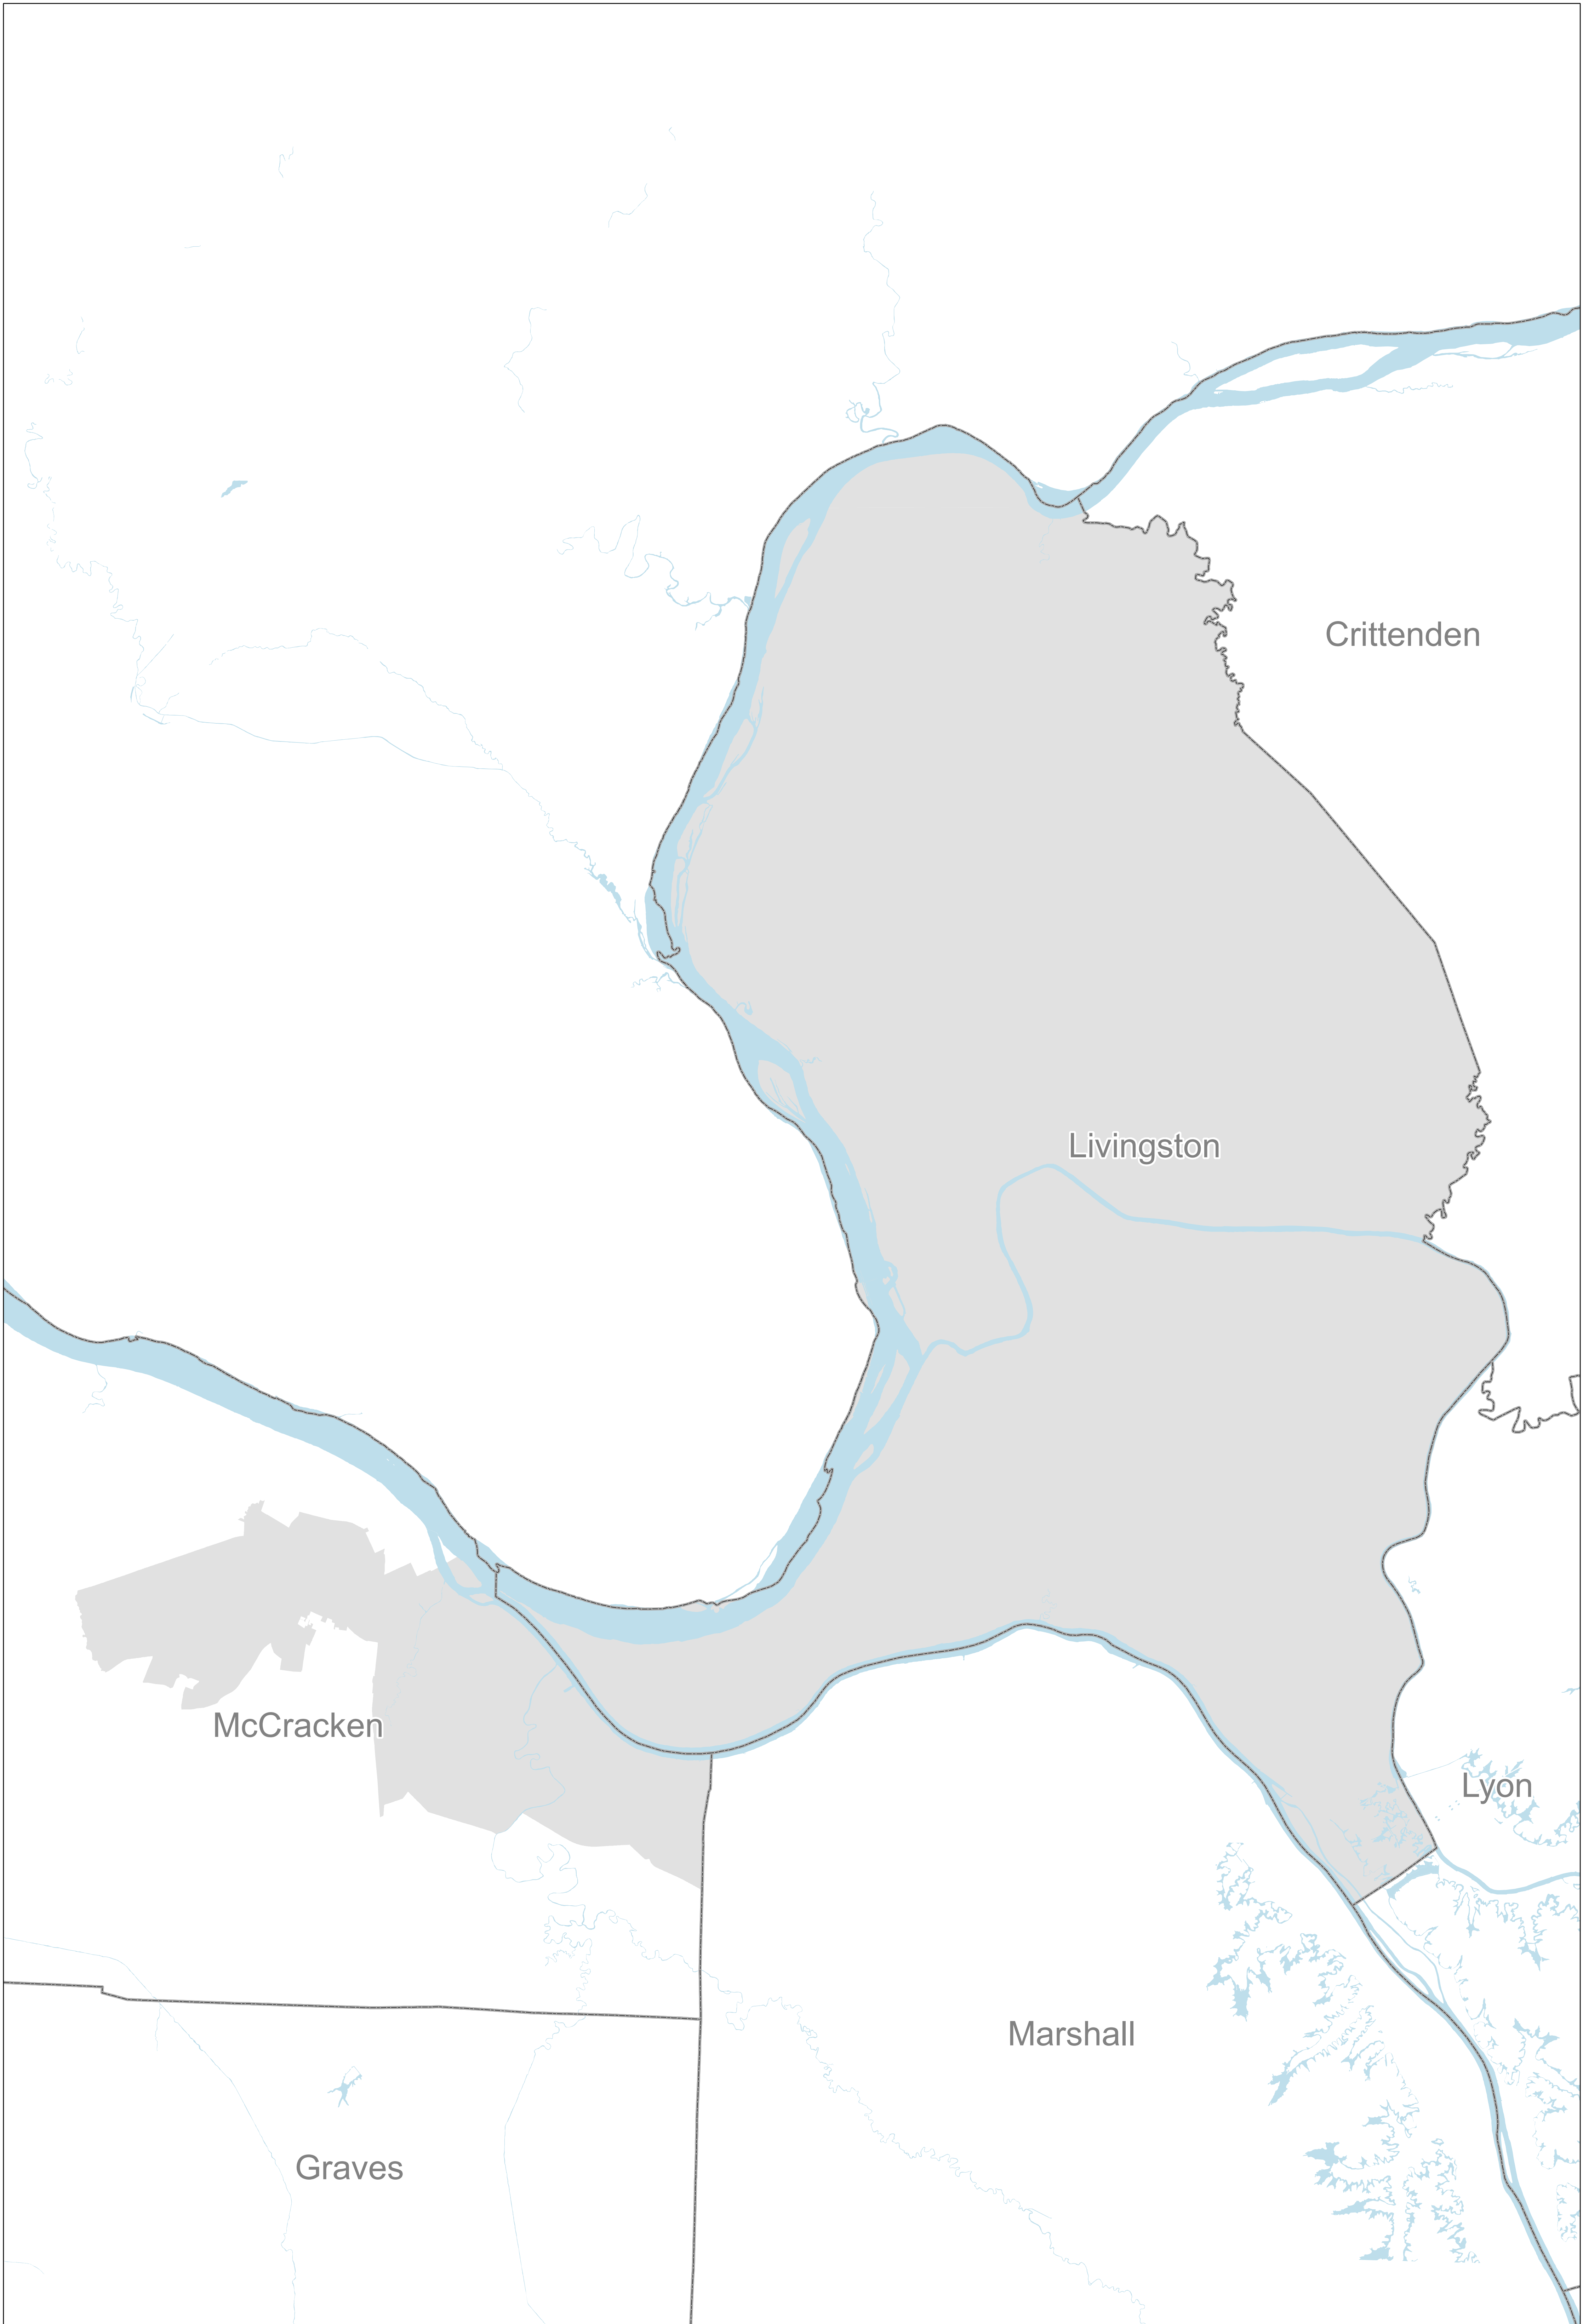 Crittenden
Livingston
McCracken
Lyon
Marshall
Graves